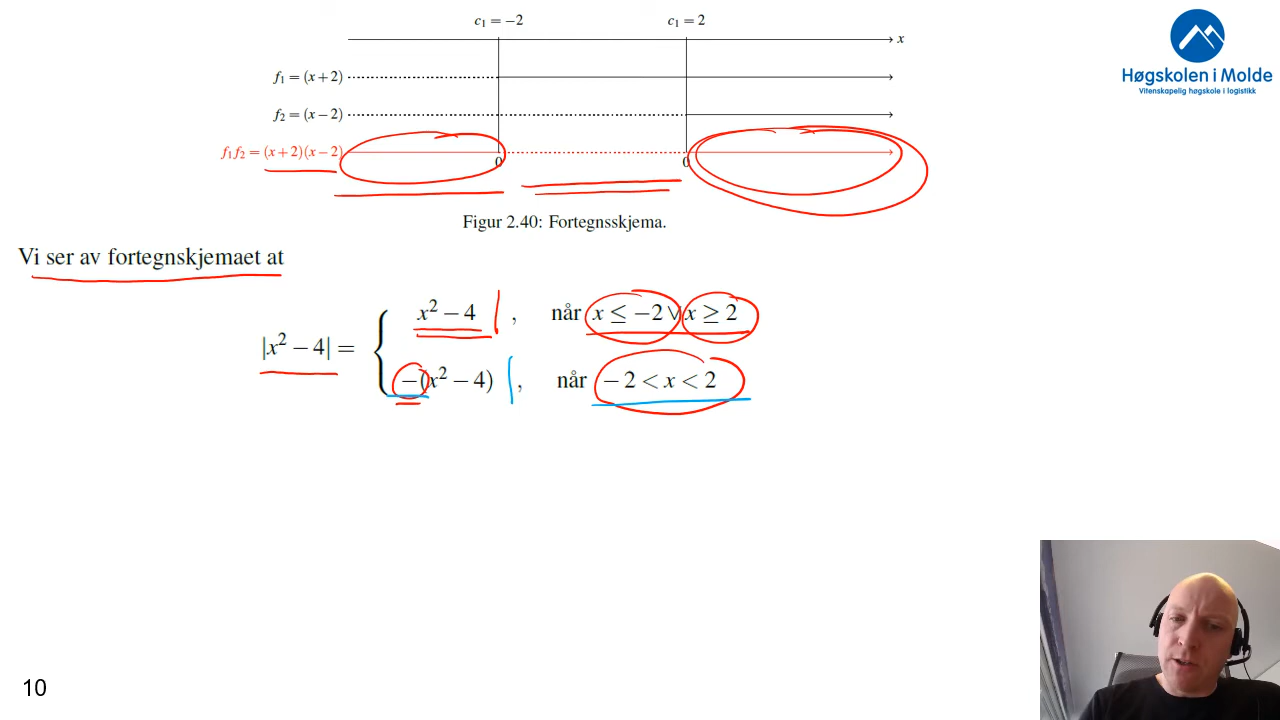 c₁ = −2
c₁ = 2
x
f₁ = (x+2)
f₂ = (x−2)
f₁f₂ = (x+2)(x−2)
0
0
Figur 2.40: Fortegnsskjema.
Vi ser av fortegnskjemaet at
|x² − 4| =
x² − 4 , når x ≤ −2 ∨ x ≥ 2
−(x² − 4) , når −2 < x < 2
Høgskolen i Molde
Vitenskapelig høgskole i logistikk
10